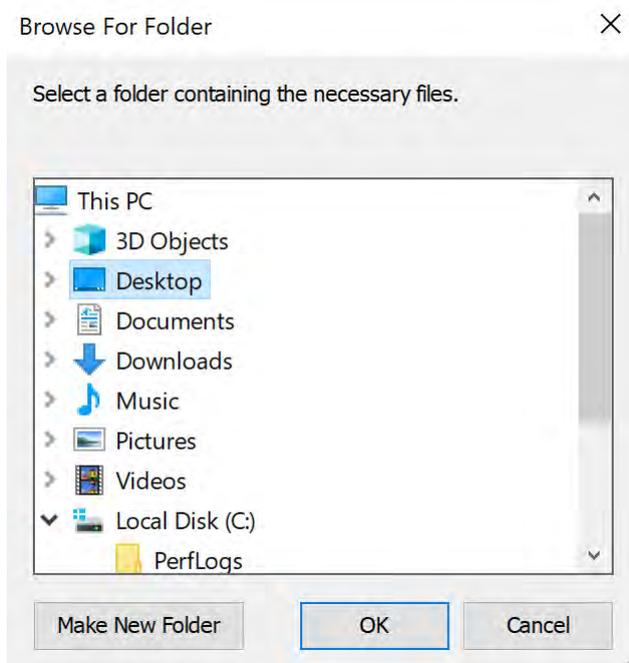 Browse For Folder
Select a folder containing the necessary files.
This PC
3D Objects
Desktop
Documents
Downloads
Music
Pictures
Videos
Local Disk (C:)
PerfLogs
Make New Folder
OK
Cancel